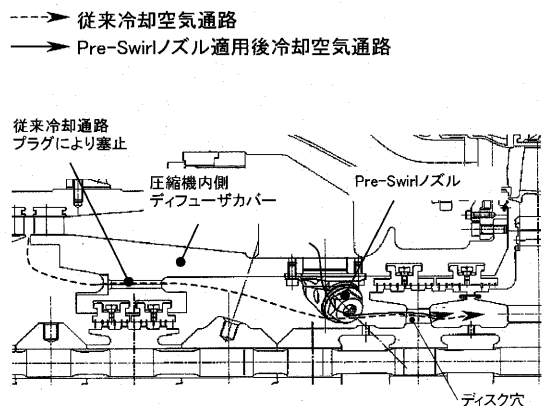 従来冷却空気通路
Pre-Swirlノズル適用後冷却空気通路
従来冷却通路
プラグにより塞止
圧縮機内側
ディフューザカバー
Pre-Swirlノズル
ディスク穴